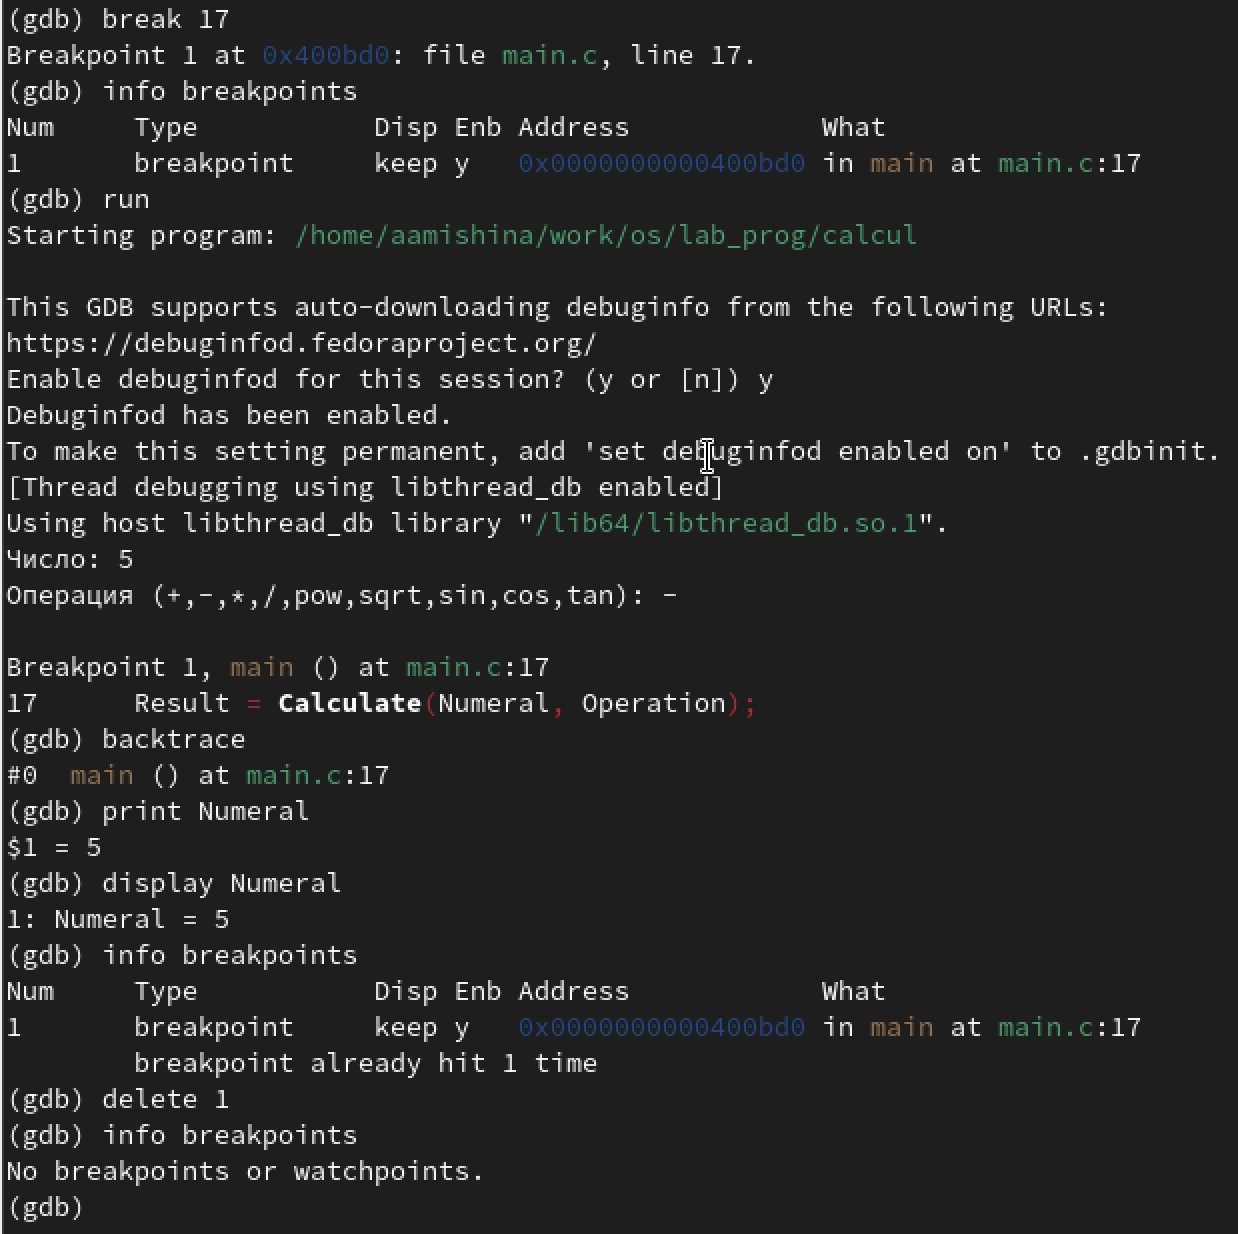 (gdb) break 17
Breakpoint 1 at 0x400bd0: file main.c, line 17.
(gdb) info breakpoints
Num     Type           Disp Enb Address            What
1       breakpoint     keep y   0x0000000000400bd0 in main at main.c:17
(gdb) run
Starting program: /home/aamishina/work/os/lab_prog/calcul
This GDB supports auto-downloading debuginfo from the following URLs:
https://debuginfod.fedoraproject.org/
Enable debuginfod for this session? (y or [n]) y
Debuginfod has been enabled.
To make this setting permanent, add 'set debuginfod enabled on' to .gdbinit.
[Thread debugging using libthread_db enabled]
Using host libthread_db library "/lib64/libthread_db.so.1".
Число: 5
Операция (+,-,*,/,pow,sqrt,sin,cos,tan): -
Breakpoint 1, main () at main.c:17
17      Result = Calculate(Numeral, Operation);
(gdb) backtrace
#0  main () at main.c:17
(gdb) print Numeral
$1 = 5
(gdb) display Numeral
1: Numeral = 5
(gdb) info breakpoints
Num     Type           Disp Enb Address            What
1       breakpoint     keep y   0x0000000000400bd0 in main at main.c:17
        breakpoint already hit 1 time
(gdb) delete 1
(gdb) info breakpoints
No breakpoints or watchpoints.
(gdb)